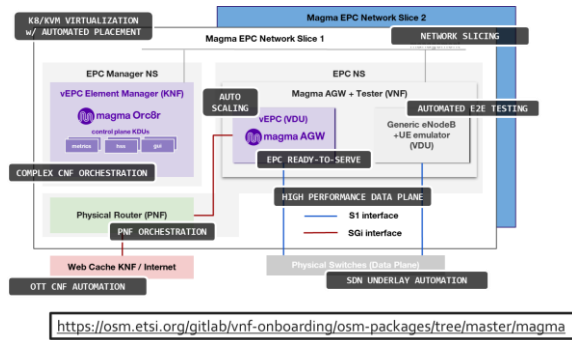 K8/KVM VIRTUALIZATION
w/ AUTOMATED PLACEMENT
Magma EPC Network Slice 2
Magma EPC Network Slice 1
NETWORK SLICING
EPC Manager NS
EPC NS
vEPC Element Manager (KNF)
magma Orc8r
control plane KDUs
metrics
gui
AUTO
SCALING
Magma AGW + Tester (VNF)
vEPC (VDU)
magma AGW
AUTOMATED E2E TESTING
Generic eNodeB
+UE emulator
(VDU)
EPC READY-TO-SERVE
COMPLEX CNF ORCHESTRATION
HIGH PERFORMANCE DATA PLANE
Physical Router (PNF)
PNF ORCHESTRATION
S1 interface
SGi interface
Web Cache KNF / Internet
OTT CNF AUTOMATION
Physical Switches (Data Plane)
SDN UNDERLAY AUTOMATION
https://osm.etsi.org/gitlab/vnf-onboarding/osm-packages/tree/master/magma